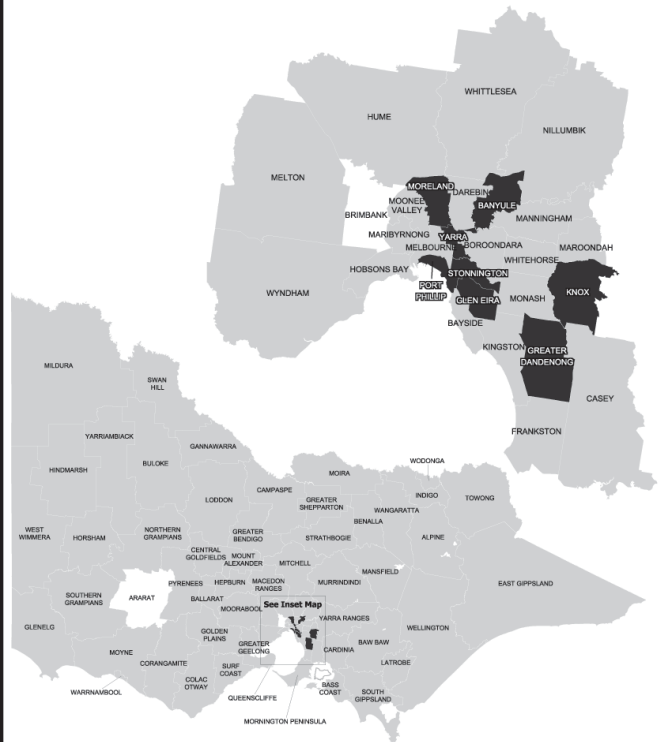 WHITTLESEA
HUME
NILLUMBIK
MELTON
MORELAND
DAREBIN
BANYULE
MOONEE
VALLEY
BRIMBANK
MANNINGHAM
MARIBYRNONG
YARRA
MELBOURNE
BOROONDARA
MAROONDAH
WHITEHORSE
HOBSONS BAY
STONNINGTON
PORT
PHILLIP
WYNDHAM
GLEN EIRA
MONASH
KNOX
BAYSIDE
KINGSTON
GREATER
DANDENONG
CASEY
FRANKSTON
MILDURA
SWAN
HILL
YARRIAMBIACK
GANNAWARRA
HINDMARSH
BULOKE
MOIRA
WODONGA
CAMPASPE
INDIGO
TOWONG
LODDON
GREATER
SHEPPARTON
WANGARATTA
BENALLA
WEST
WIMMERA
HORSHAM
NORTHERN
GRAMPIANS
GREATER
BENDIGO
STRATHBOGIE
ALPINE
CENTRAL
GOLDFIELDS
MOUNT
ALEXANDER
MITCHELL
MANSFIELD
EAST GIPPSLAND
PYRENEES
HEPBURN
MACEDON
RANGES
MURRINDINDI
SOUTHERN
GRAMPIANS
ARARAT
BALLARAT
MOORABOOL
See Inset Map
YARRA RANGES
GLENELG
GOLDEN
PLAINS
WELLINGTON
MOYNE
GREATER
GEELONG
CARDINIA
BAW BAW
CORANGAMITE
SURF
COAST
LATROBE
WARRNAMBOOL
COLAC
OTWAY
QUEENSCLIFFE
BASS
COAST
SOUTH
GIPPSLAND
MORNINGTON PENINSULA